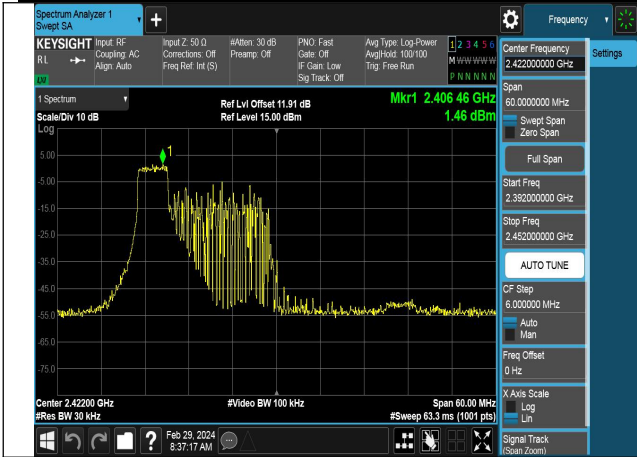 Spectrum Analyzer 1
Swept SA
+
Frequency
KEYSIGHT
R L
Input: RF
Coupling: AC
Align: Auto
Input Z: 50 Ω
Corrections: Off
Freq Ref: Int (S)
#Atten: 30 dB
Preamp: Off
PNO: Fast
Gate: Off
IF Gain: Low
Sig Track: Off
Avg Type: Log-Power
Avg|Hold: 100/100
Trig: Free Run
1 2 3 4 5 6
M W W W W W
P N N N N N
1 Spectrum
Scale/Div 10 dB
Log
Ref Lvl Offset 11.91 dB
Ref Level 15.00 dBm
Mkr1 2.406 46 GHz
1.46 dBm
1
5.00
-5.00
-15.0
-25.0
-35.0
-45.0
-55.0
-65.0
-75.0
Center 2.42200 GHz
#Res BW 30 kHz
#Video BW 100 kHz
Span 60.00 MHz
#Sweep 63.3 ms (1001 pts)
Feb 29, 2024
8:37:17 AM
?
Center Frequency
2.422000000 GHz
Settings
Span
60.0000000 MHz
Swept Span
Zero Span
Full Span
Start Freq
2.392000000 GHz
Stop Freq
2.452000000 GHz
AUTO TUNE
CF Step
6.000000 MHz
Auto
Man
Freq Offset
0 Hz
X Axis Scale
Log
Lin
Signal Track
(Span Zoom)